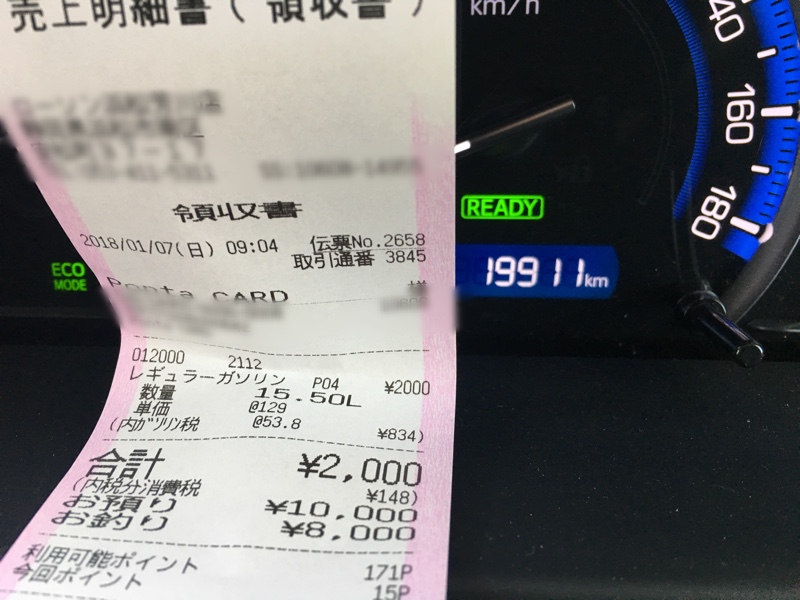 売上明細書(領収書)
領収書
2018/01/07(日) 09:04 伝票No.2658
取引通番 3845
Ponta CARD
012000 2112
レギュラーガソリン P04 ¥2000
数量 15.50L
単価 @129
(内ガソリン税 @53.8 ¥834)
合計 ¥2,000
(内税分消費税 ¥148)
お預り ¥10,000
お釣り ¥8,000
利用可能ポイント 171P
今回ポイント 15P
km/h
140
160
180
READY
ECO
MODE
19911km